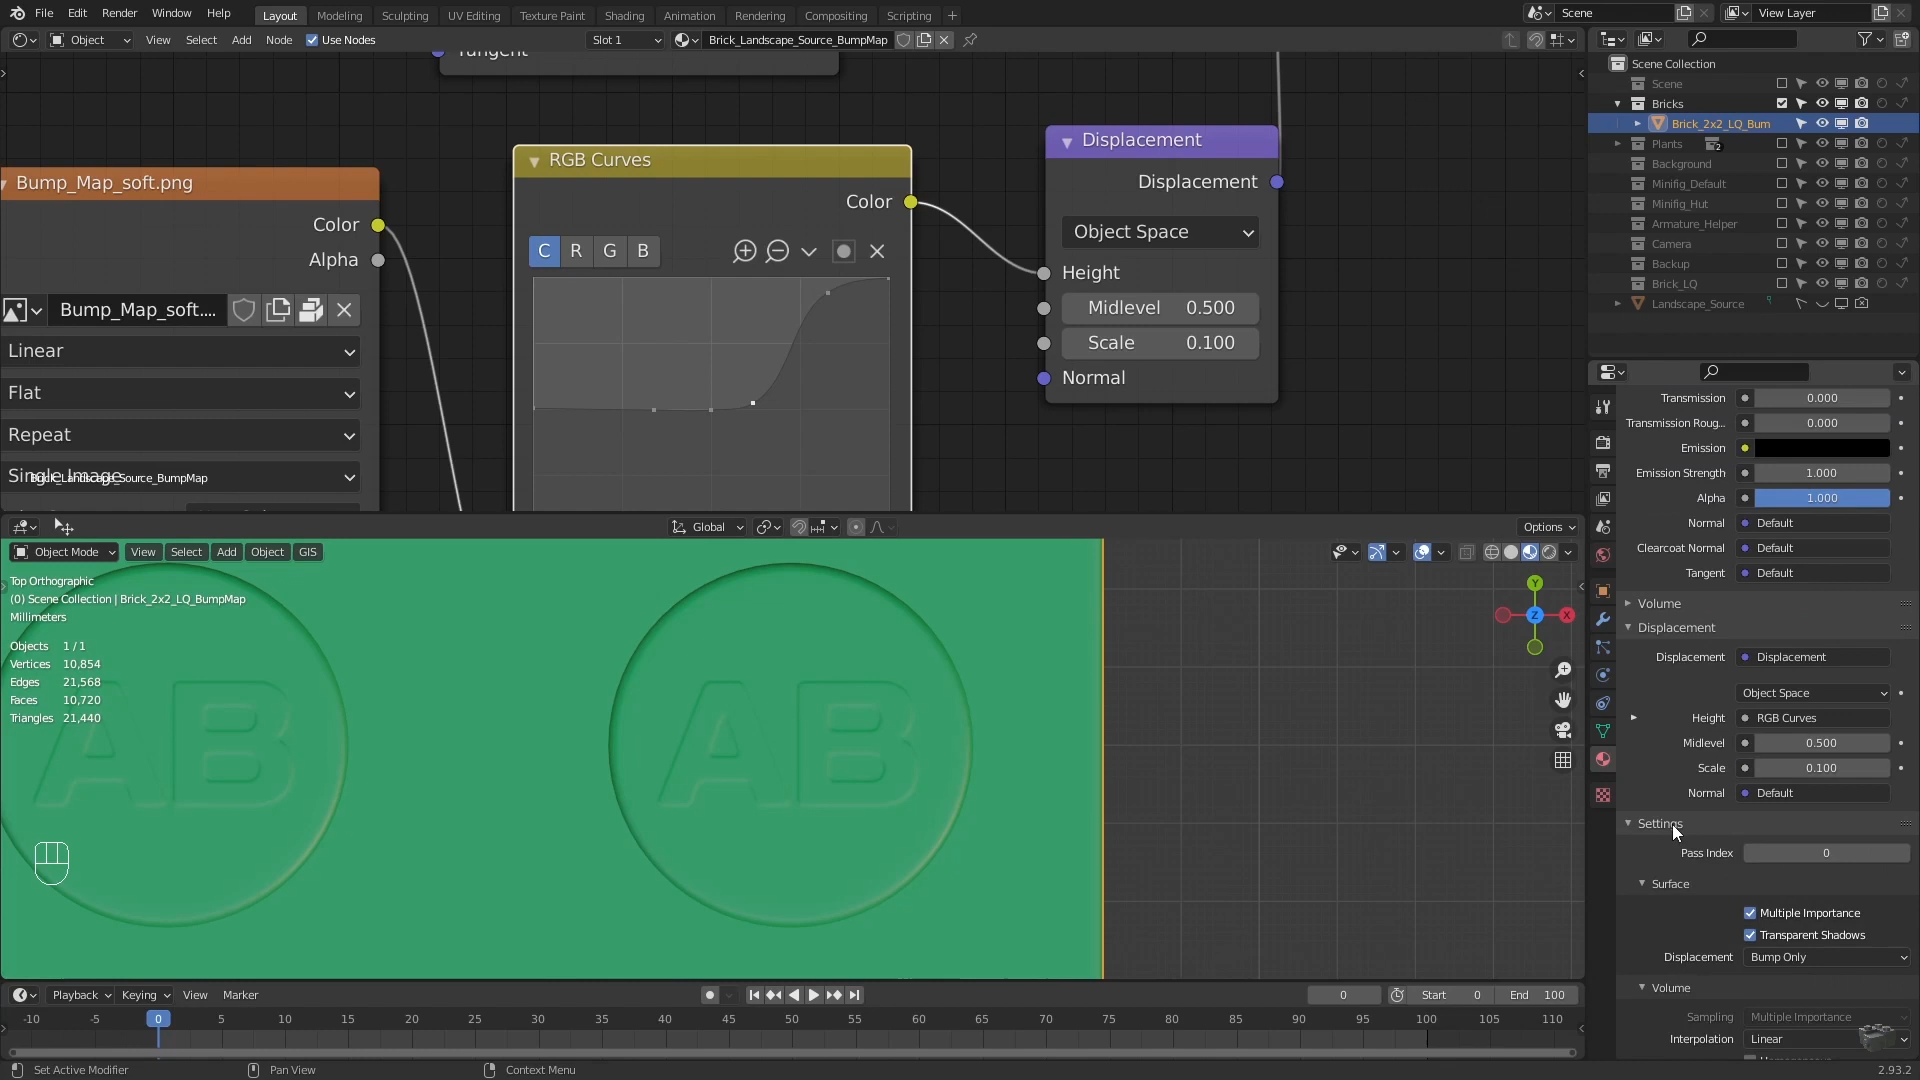 File Edit Render Window Help Layout Modeling Sculpting UV Editing Texture Paint Shading Animation Rendering Compositing Scripting + Scene View Layer
Object View Select Add Node Use Nodes Slot 1 Brick_Landscape_Source_BumpMap
Tangent
Bump_Map_soft.png
Color
Alpha
Bump_Map_soft....
Linear
Flat
Repeat
Single Image
Brick_Landscape_Source_BumpMap
RGB Curves
Color
C R G B
Displacement
Displacement
Object Space
Height
Midlevel 0.500
Scale 0.100
Normal
Scene Collection
Scene
Bricks
Brick_2x2_LQ_Bum
Plants 2
Background
Minifig_Default
Minifig_Hut
Armature_Helper
Camera
Backup
Brick_LQ
Landscape_Source
Transmission 0.000
Transmission Roug... 0.000
Emission
Emission Strength 1.000
Alpha 1.000
Normal Default
Clearcoat Normal Default
Tangent Default
Volume
Displacement
Displacement Displacement
Object Space
Height RGB Curves
Midlevel 0.500
Scale 0.100
Normal Default
Settings
Pass Index 0
Surface
Multiple Importance
Transparent Shadows
Displacement Bump Only
Volume
Sampling Multiple Importance
Interpolation Linear
Global Options
Object Mode View Select Add Object GIS
Top Orthographic
(0) Scene Collection | Brick_2x2_LQ_BumpMap
Millimeters
Objects 1 / 1
Vertices 10,854
Edges 21,568
Faces 10,720
Triangles 21,440
AB AB
Y
Z X
Playback Keying View Marker 0 Start 0 End 100
-10 -5 0 5 10 15 20 25 30 35 40 45 50 55 60 65 70 75 80 85 90 95 100 105 110
Set Active Modifier Pan View Context Menu 2.93.2